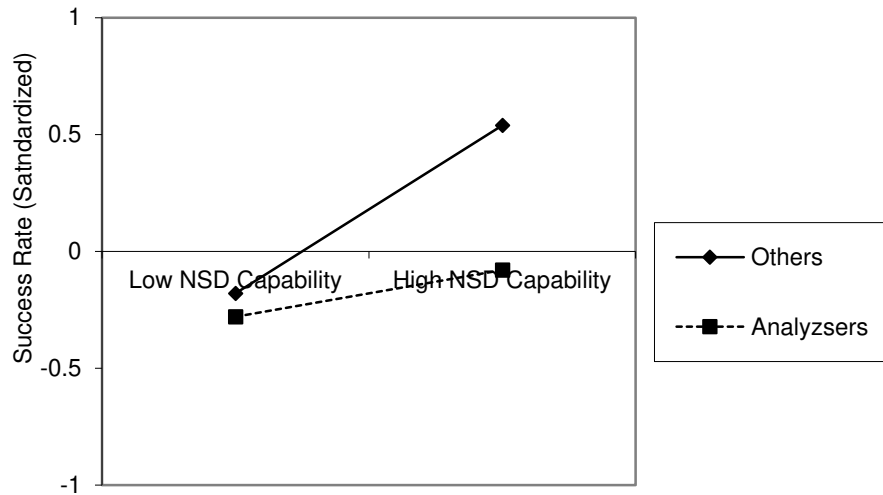 1
0.5
0
-0.5
-1
Success Rate (Satndardized)
Low NSD Capability
High NSD Capability
Others
Analyzsers